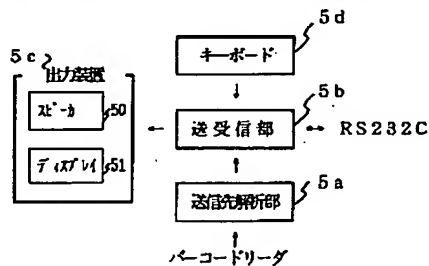 5d
キーボード
5c
出力装置
スピーカ
50
ディスプレイ
51
5b
送受信部
RS232C
5a
送信先解析部
バーコードリーダ